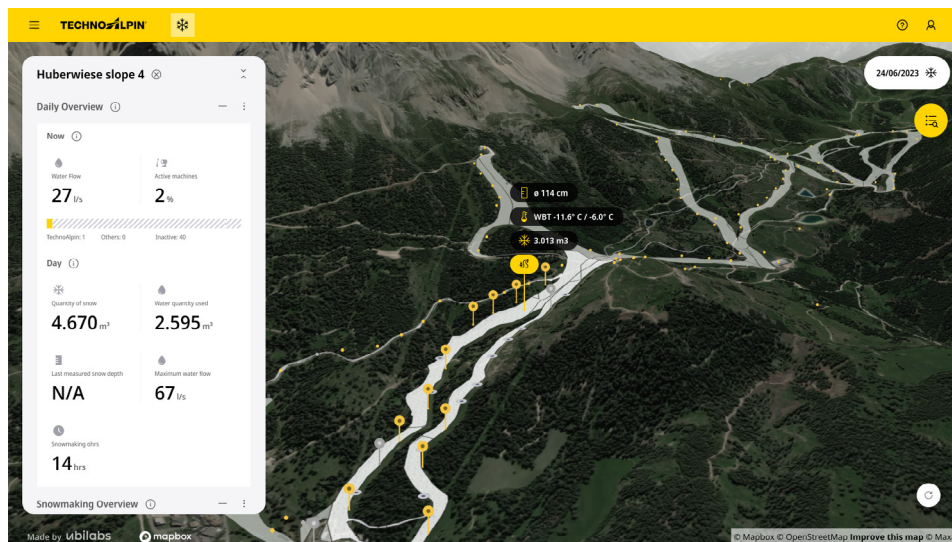 TECHNOALPIN
Huberwiese slope 4
24/06/2023
Daily Overview
Now
Water Flow
Active machines
27 l/s
2 %
TechnoAlpin: 1 Others: 0 Inactive: 40
Day
Quantity of snow
Water quantity used
4.670 m³
2.595 m³
Last measured snow depth
Maximum water flow
N/A
67 l/s
Snowmaking ohrs
14 hrs
Snowmaking Overview
ø 114 cm
WBT -11.6° C / -6.0° C
3.013 m3
Made by ubilabs
mapbox
© Mapbox © OpenStreetMap Improve this map © Max